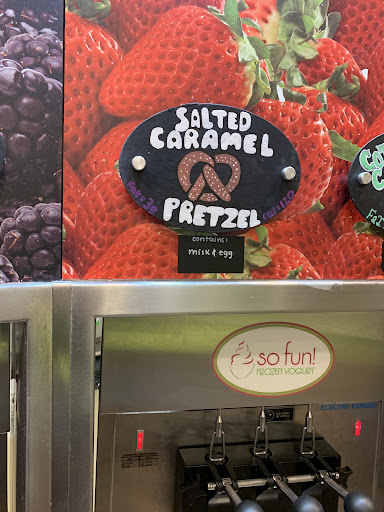 SALTED
CARAMEL
PRETZEL
contains
milk & egg
so fun!
FROZEN YOGURT